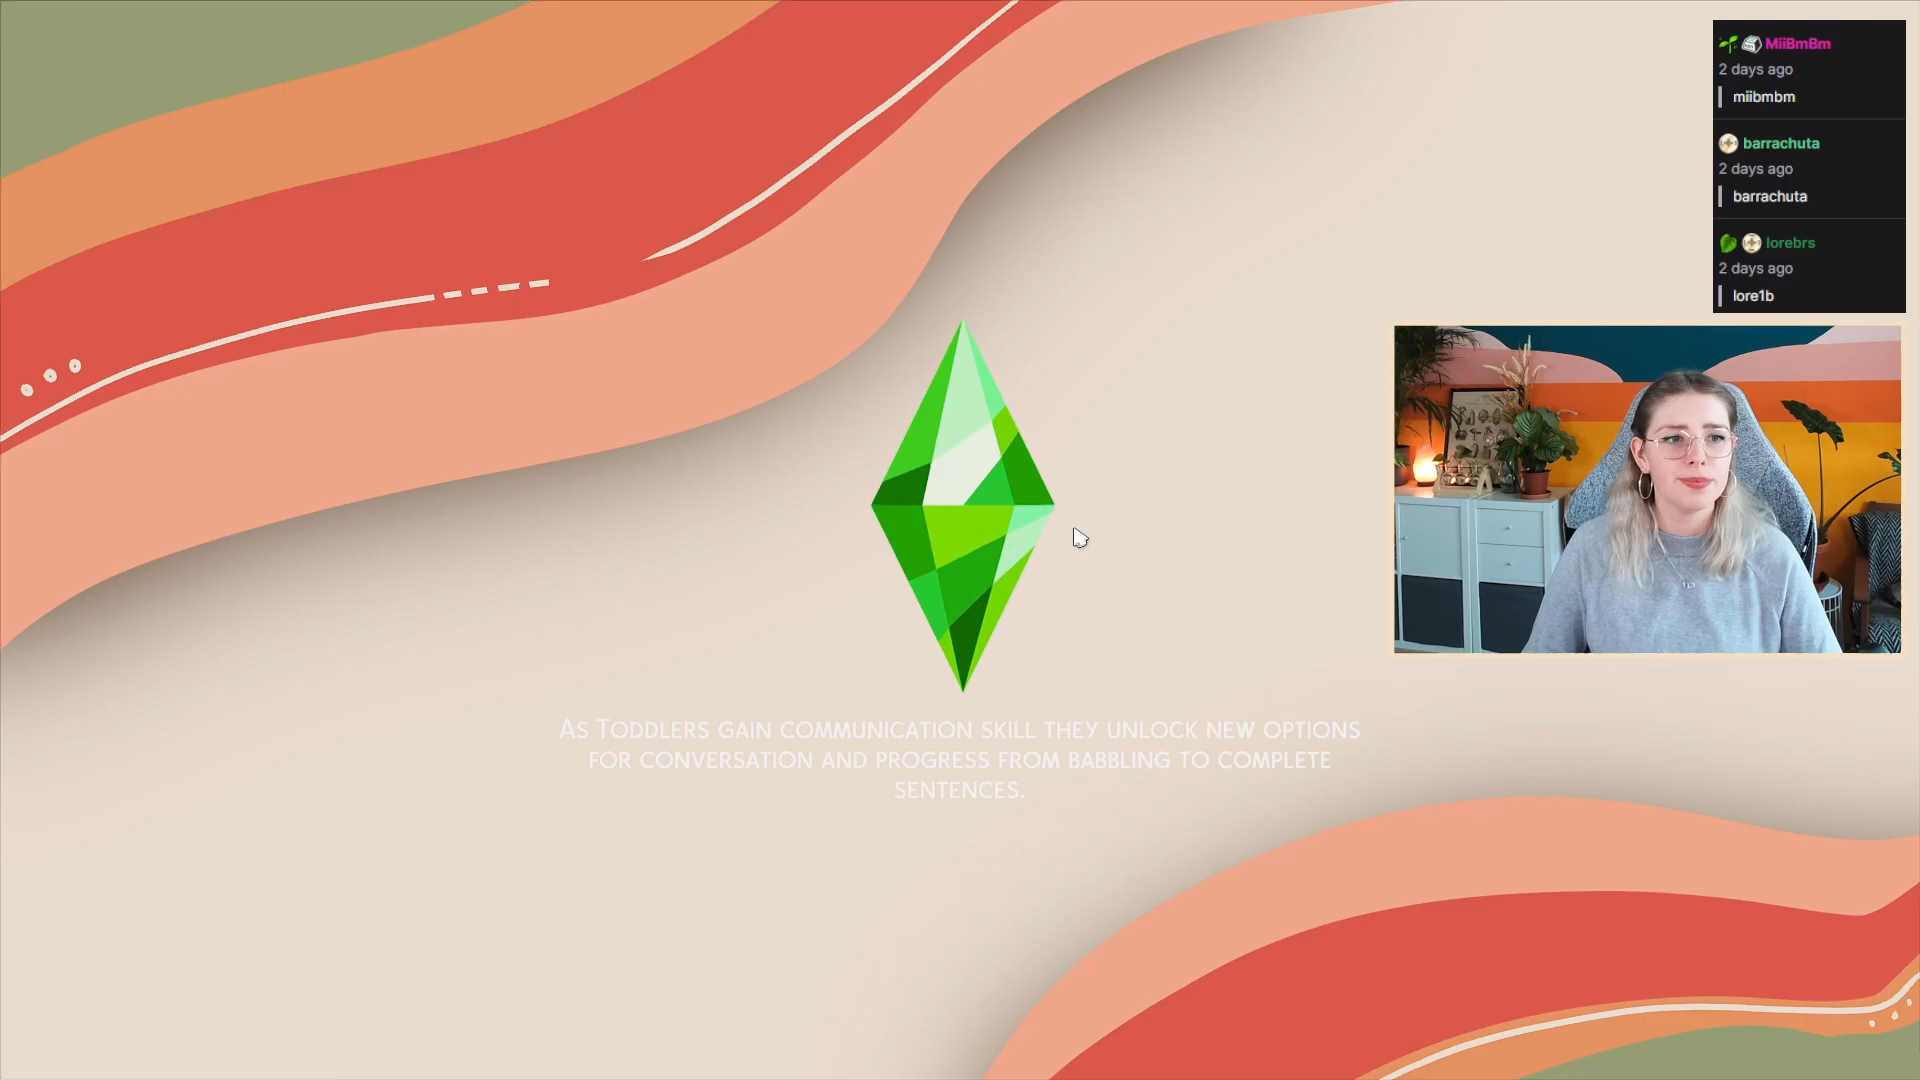 MiiBmBm
2 days ago
miibmbm
barrachuta
2 days ago
barrachuta
lorebrs
2 days ago
lore1b
As Toddlers gain communication skill they unlock new options
for conversation and progress from babbling to complete
sentences.